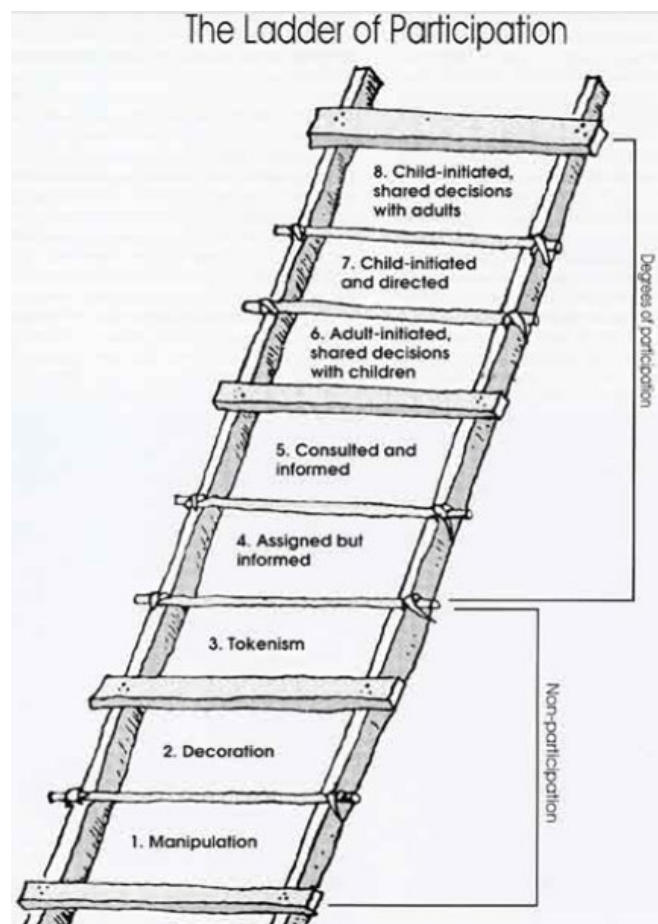 The Ladder of Participation
8. Child-initiated,
shared decisions
with adults
7. Child-initiated
and directed
6. Adult-initiated,
shared decisions
with children
5. Consulted and
informed
4. Assigned but
informed
3. Tokenism
2. Decoration
1. Manipulation
Degrees of participation
Non-participation